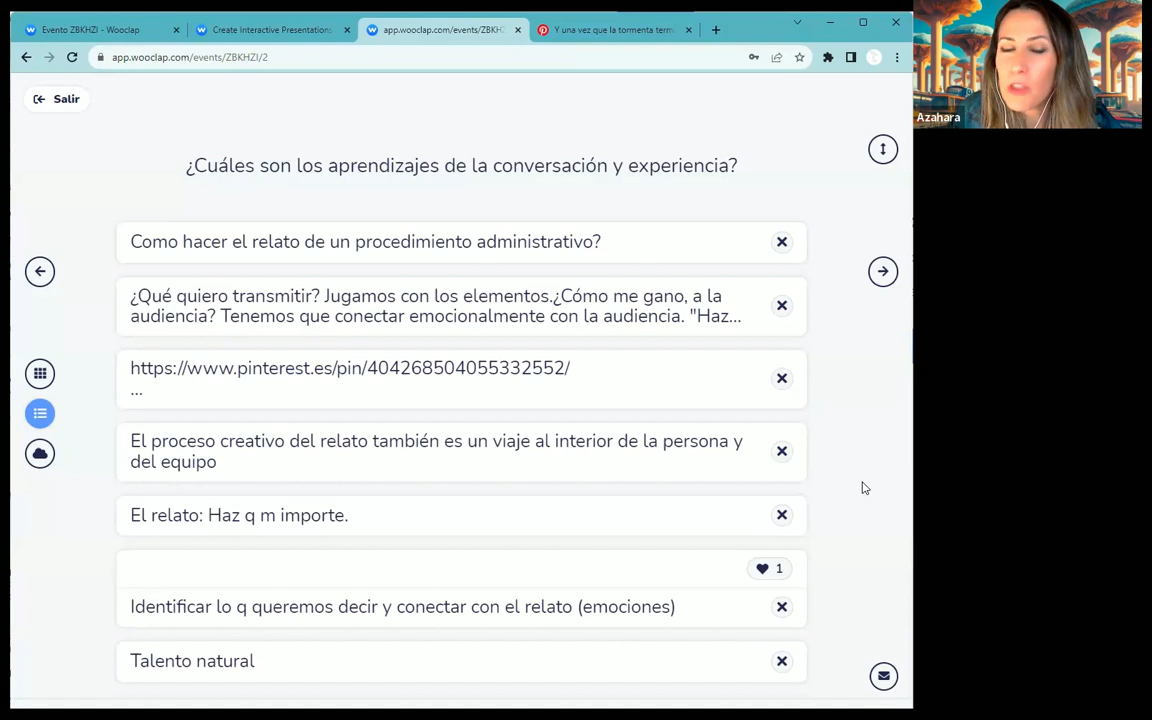 Evento ZBKHZI - Wooclap
Create Interactive Presentations
app.wooclap.com/events/ZBKHZ
Y una vez que la tormenta term
app.wooclap.com/events/ZBKHZI/2
Azahara
Salir
¿Cuáles son los aprendizajes de la conversación y experiencia?
Como hacer el relato de un procedimiento administrativo?
¿Qué quiero transmitir? Jugamos con los elementos.¿Cómo me gano, a la
audiencia? Tenemos que conectar emocionalmente con la audiencia. "Haz...
https://www.pinterest.es/pin/404268504055332552/
...
El proceso creativo del relato también es un viaje al interior de la persona y
del equipo
El relato: Haz q m importe.
1
Identificar lo q queremos decir y conectar con el relato (emociones)
Talento natural